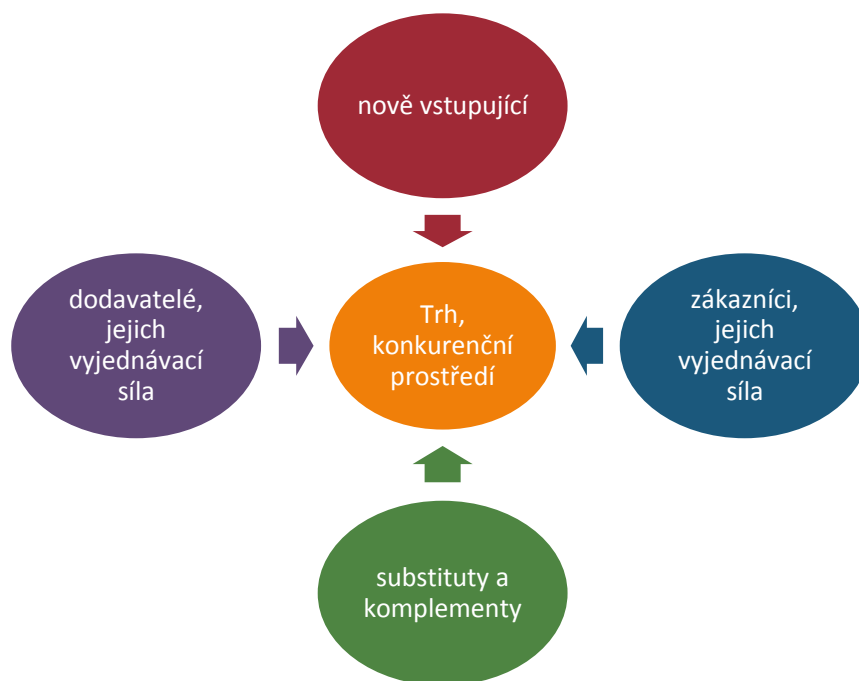 nově vstupující
dodavatelé,
jejich
vyjednávací
síla
Trh,
konkurenční
prostředí
zákazníci,
jejich
vyjednávací
síla
substituty a
komplementy